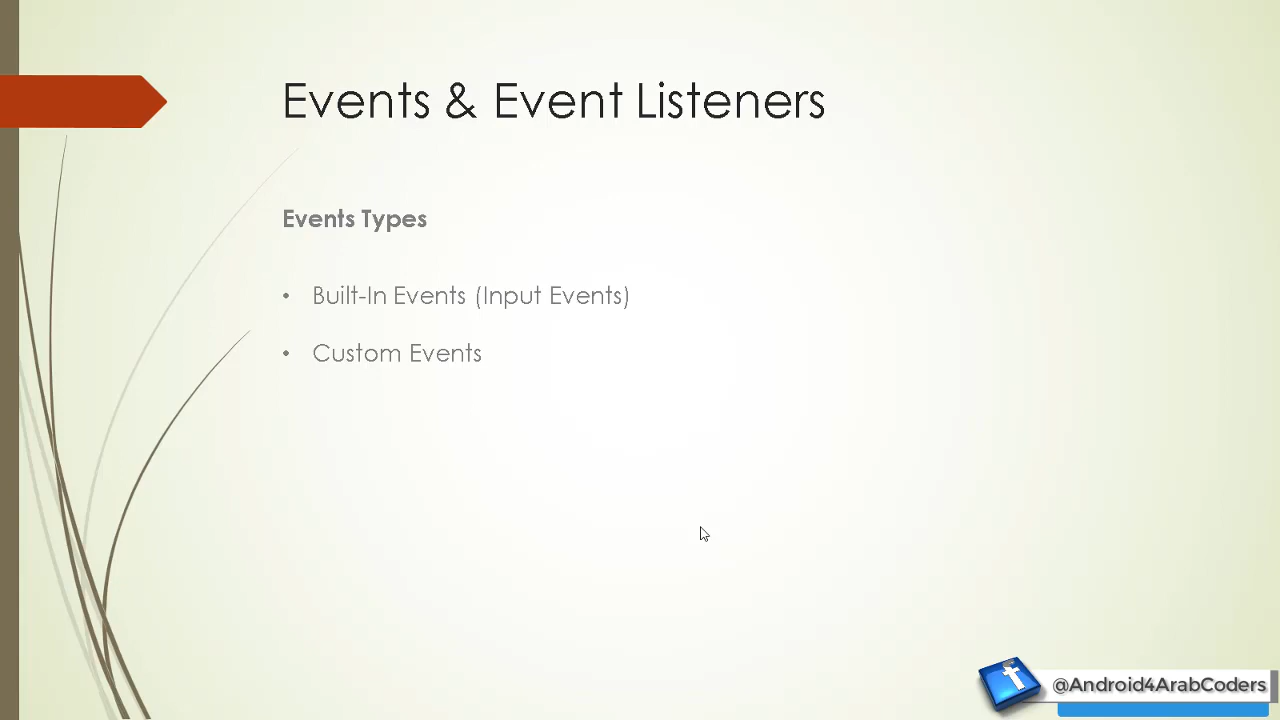 Events & Event Listeners
Events Types
• Built-In Events (Input Events)
• Custom Events
@Android4ArabCoders